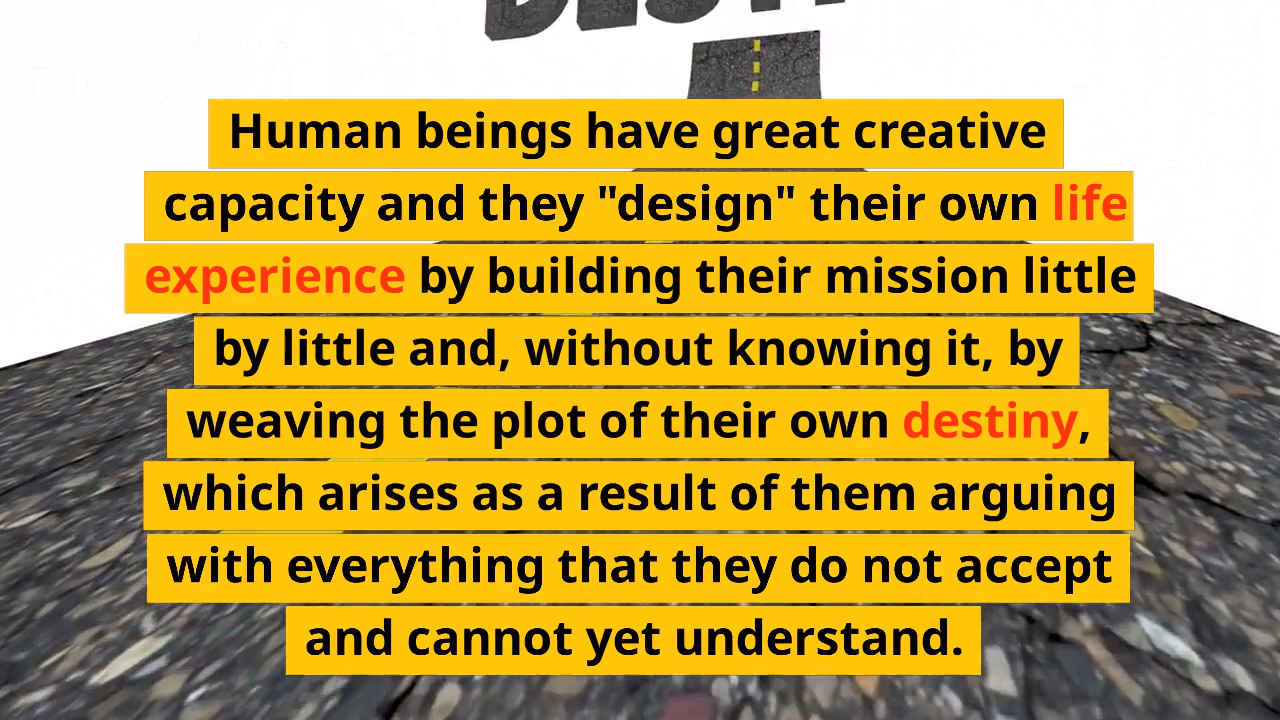 Human beings have great creative
capacity and they "design" their own life
experience by building their mission little
by little and, without knowing it, by
weaving the plot of their own destiny,
which arises as a result of them arguing
with everything that they do not accept
and cannot yet understand.